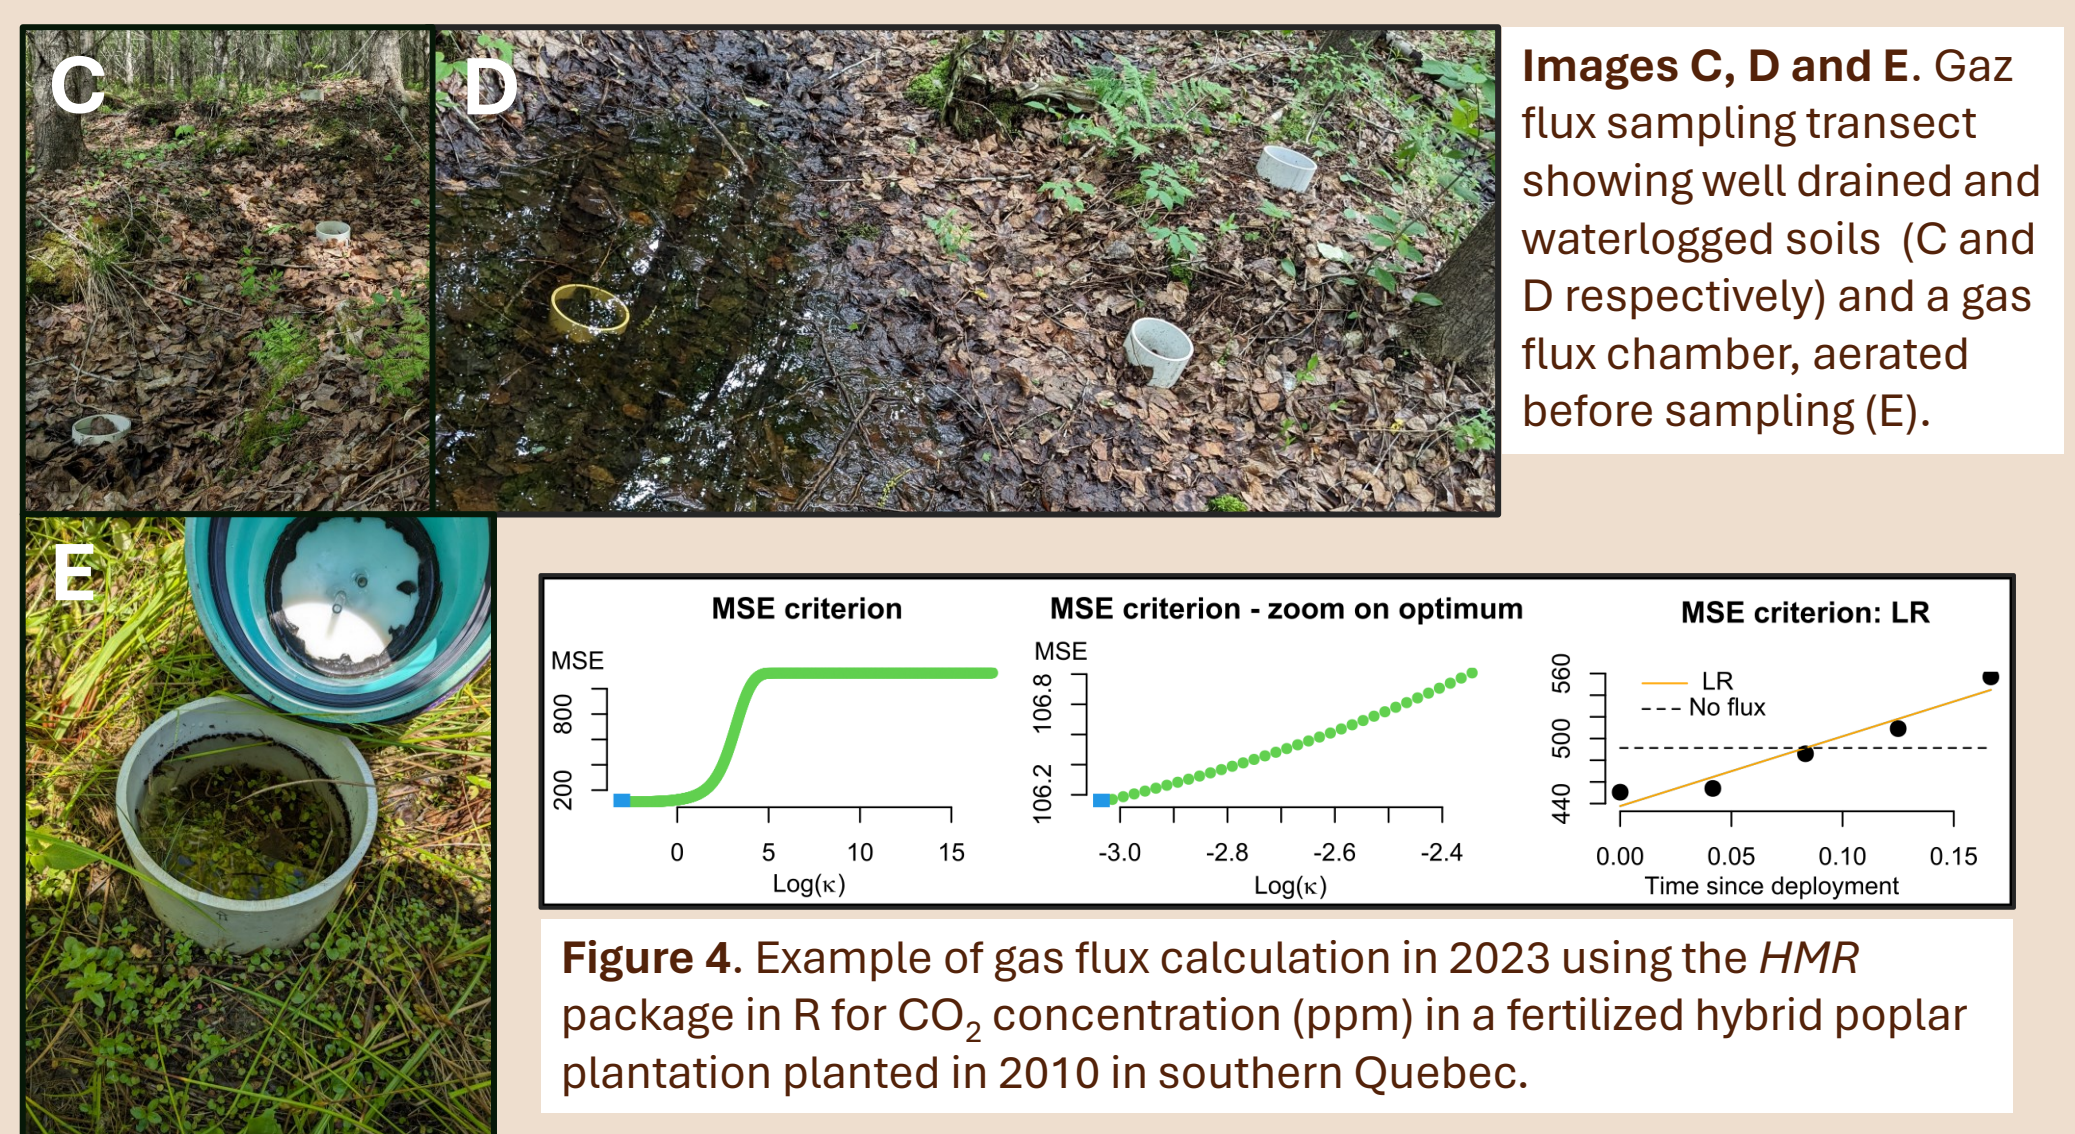 C
D
Images C, D and E. Gaz
flux sampling transect
showing well drained and
waterlogged soils (C and
D respectively) and a gas
flux chamber, aerated
before sampling (E).
E
MSE criterion
MSE
800
200
0 5 10 15
Log(κ)
MSE criterion - zoom on optimum
MSE
106.8
106.2
-3.0 -2.8 -2.6 -2.4
Log(κ)
MSE criterion: LR
560
500
440
LR
No flux
0.00 0.05 0.10 0.15
Time since deployment
Figure 4. Example of gas flux calculation in 2023 using the HMR
package in R for CO₂ concentration (ppm) in a fertilized hybrid poplar
plantation planted in 2010 in southern Quebec.